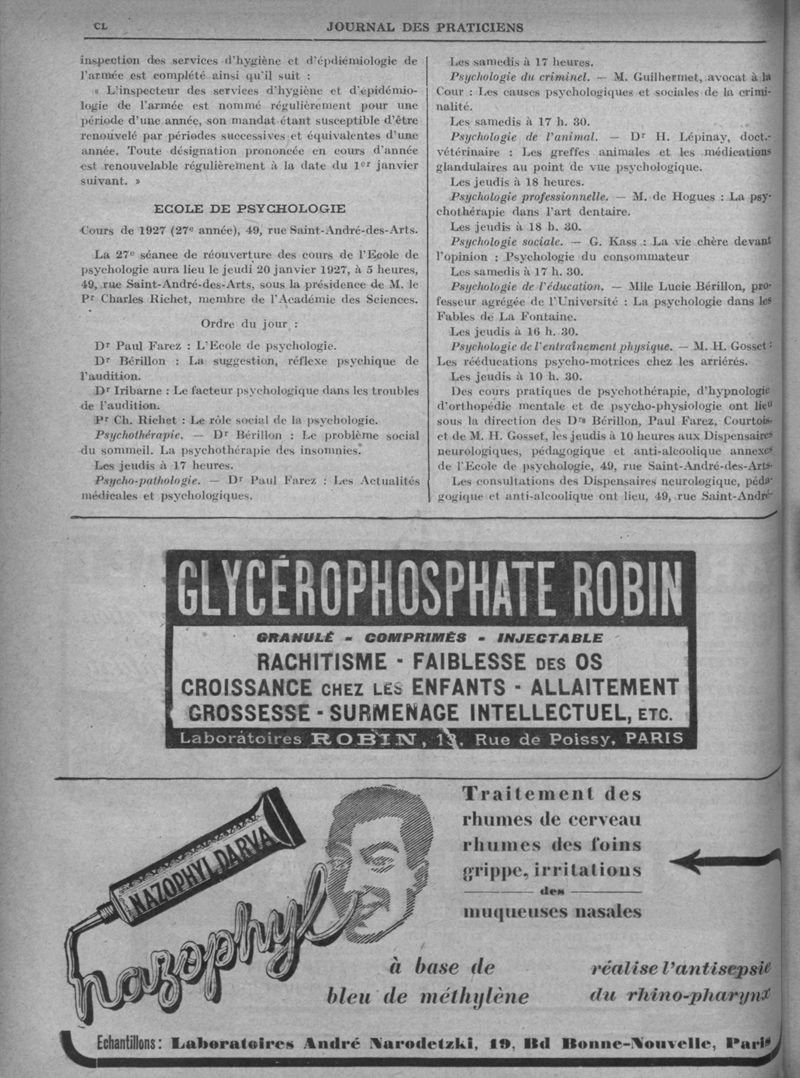 CL
JOURNAL DES PRATICIENS
inspection des services d'hygiène et d'épdiémiologie de
l'armée est complété ainsi qu'il suit :
« L'inspecteur des services d'hygiène et d'épidémio-
logie de l'armée est nommé régulièrement pour une
période d'une année, son mandat étant susceptible d'être
renouvelé par périodes successives et équivalentes d'une
année. Toute désignation prononcée en cours d'année
est renouvelable régulièrement à la date du 1er janvier
suivant. »
ECOLE DE PSYCHOLOGIE
Cours de 1927 (27e année), 49, rue Saint-André-des-Arts.
La 27e séance de réouverture des cours de l'Ecole de
psychologie aura lieu le jeudi 20 janvier 1927, à 5 heures,
49, rue Saint-André-des-Arts, sous la présidence de M. le
Pr Charles Richet, membre de l'Académie des Sciences.
Ordre du jour :
Dr Paul Farez : L'Ecole de psychologie.
Dr Bérillon : La suggestion, réflexe psychique de
l'audition.
Dr Iribarne : Le facteur psychologique dans les troubles
de l'audition.
Pr Ch. Richet : Le rôle social de la psychologie.
Psychothérapie. — Dr Bérillon : Le problème social
du sommeil. La psychothérapie des insomnies.
Les jeudis à 17 heures.
Psycho-pathologie. — Dr Paul Farez : Les Actualités
médicales et psychologiques.
Les samedis à 17 heures.
Psychologie du criminel. — M. Guilhermet, avocat à la
Cour : Les causes psychologiques et sociales de la crimi-
nalité.
Les samedis à 17 h. 30.
Psychologie de l'animal. — Dr H. Lépinay, doct.-
vétérinaire : Les greffes animales et les médications
glandulaires au point de vue psychologique.
Les jeudis à 18 heures.
Psychologie professionnelle. — M. de Hogues : La psy-
chothérapie dans l'art dentaire.
Les jeudis à 18 h. 30.
Psychologie sociale. — G. Kass : La vie chère devant
l'opinion : Psychologie du consommateur
Les samedis à 17 h. 30.
Psychologie de l'éducation. — Mlle Lucie Bérillon, pro-
fesseur agrégée de l'Université : La psychologie dans les
Fables de La Fontaine.
Les jeudis à 16 h. 30.
Psychologie de l'entraînement physique. — M. H. Gosset :
Les rééducations psycho-motrices chez les arriérés.
Les jeudis à 10 h. 30.
Des cours pratiques de psychothérapie, d'hypnologie
d'orthopédie mentale et de psycho-physiologie ont lieu
sous la direction des Drs Bérillon, Paul Farez, Courtois-
et de M. H. Gosset, les jeudis à 10 heures aux Dispensaires
neurologiques, pédagogique et anti-alcoolique annexes
de l'Ecole de psychologie, 49, rue Saint-André-des-Arts.
Les consultations des Dispensaires neurologique, péda-
gogique et anti-alcoolique ont lieu, 49, rue Saint-André-
GLYCÉROPHOSPHATE ROBIN
GRANULÉ - COMPRIMÉS - INJECTABLE
RACHITISME - FAIBLESSE DES OS
CROISSANCE CHEZ LES ENFANTS - ALLAITEMENT
GROSSESSE - SURMENAGE INTELLECTUEL, ETC.
Laboratoires ROBIN, Rue de Poissy, PARIS
NAZOPHYL DARVA
nazophyl
Traitement des
rhumes de cerveau
rhumes des foins
grippe, irritations
des
muqueuses nasales
à base de
bleu de méthylène
réalise l'antisepsie
du rhino-pharynx
Echantillons : Laboratoires André Narodetzki, 19, Bd Bonne-Nouvelle, Paris